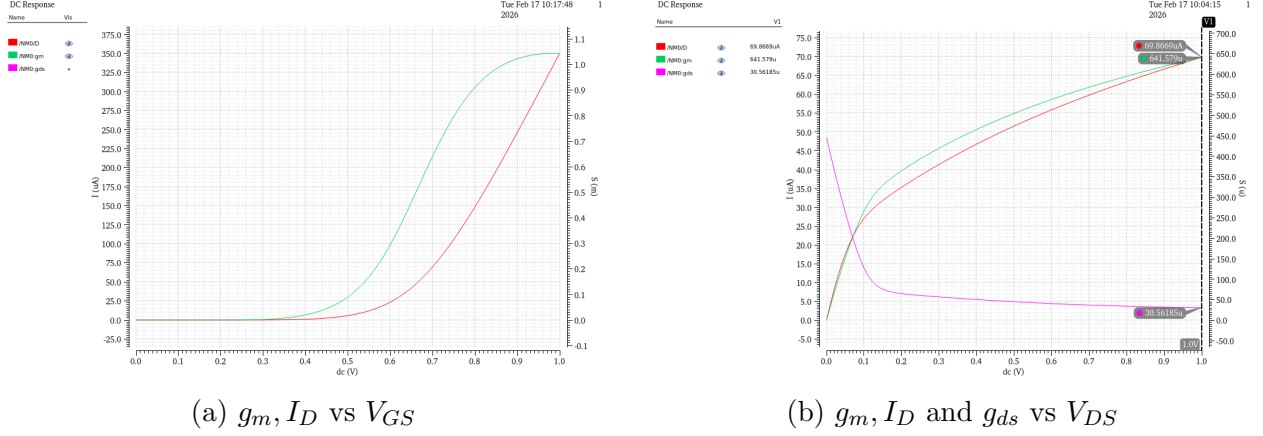 DC Response
Tue Feb 17 10:17:48 2026
1
Name Vis
/NM0/D
/NM0:gm
/NM0:gds
I (uA)
375.0
350.0
325.0
300.0
275.0
250.0
225.0
200.0
175.0
150.0
125.0
100.0
75.0
50.0
25.0
0.0
-25.0
S (m)
1.1
1.0
0.9
0.8
0.7
0.6
0.5
0.4
0.3
0.2
0.1
0.0
-0.1
0.0 0.1 0.2 0.3 0.4 0.5 0.6 0.7 0.8 0.9 1.0
dc (V)
(a) gm, ID vs VGS
DC Response
Tue Feb 17 10:04:15 2026
1
Name V1
/NM0/D 69.8669uA
/NM0:gm 641.579u
/NM0:gds 30.56185u
V1
69.8669uA
641.579u
30.56185u
1.0V
I (uA)
75.0
70.0
65.0
60.0
55.0
50.0
45.0
40.0
35.0
30.0
25.0
20.0
15.0
10.0
5.0
0.0
-5.0
S (u)
700.0
650.0
600.0
550.0
500.0
450.0
400.0
350.0
300.0
250.0
200.0
150.0
100.0
50.0
0.0
-50.0
0.0 0.1 0.2 0.3 0.4 0.5 0.6 0.7 0.8 0.9 1.0
dc (V)
(b) gm, ID and gds vs VDS